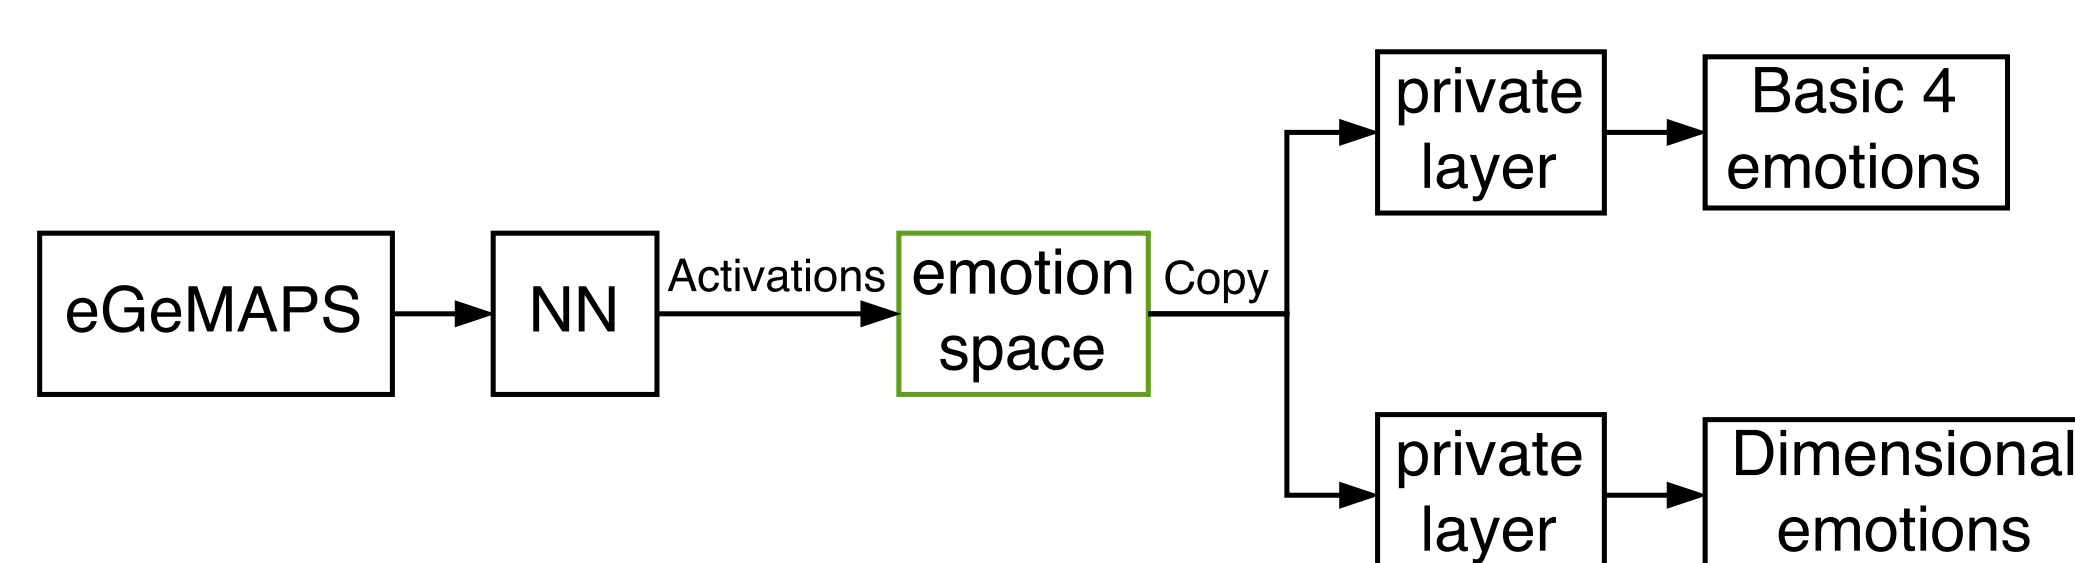 private
layer
Basic 4
emotions
eGeMAPS
NN
Activations
emotion
space
Copy
private
layer
Dimensional
emotions